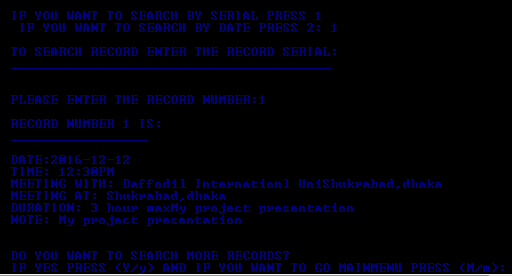 IF YOU WANT TO SEARCH BY SERIAL PRESS 1
IF YOU WANT TO SEARCH BY DATE PRESS 2: 1
TO SEARCH RECORD ENTER THE RECORD SERIAL:
PLEASE ENTER THE RECORD NUMBER:1
RECORD NUMBER 1 IS:
DATE:2016-12-12
TIME: 12:30PM
MEETING WITH: Daffodil Internationl UniShukrabad,dhaka
MEETING AT: Shukrabad,dhaka
DURATION: 3 hour maxMy project presentation
NOTE: My project presentation
DO YOU WANT TO SEARCH MORE RECORDS?
IF YES PRESS (Y/y) AND IF YOU WANT TO GO MAINMENU PRESS (M/m):